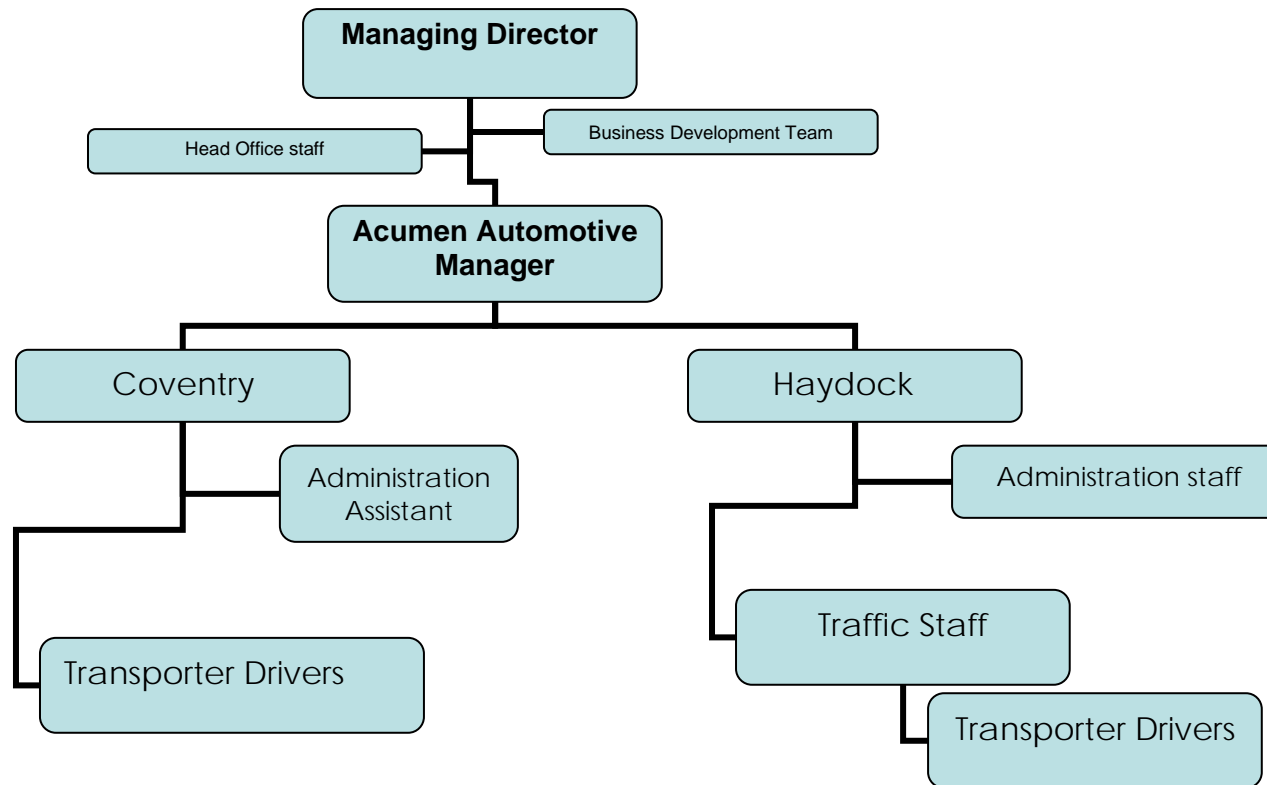 Managing Director
Business Development Team
Head Office staff
Acumen Automotive
Manager
Coventry
Haydock
Administration
Assistant
Administration staff
Traffic Staff
Transporter Drivers
Transporter Drivers